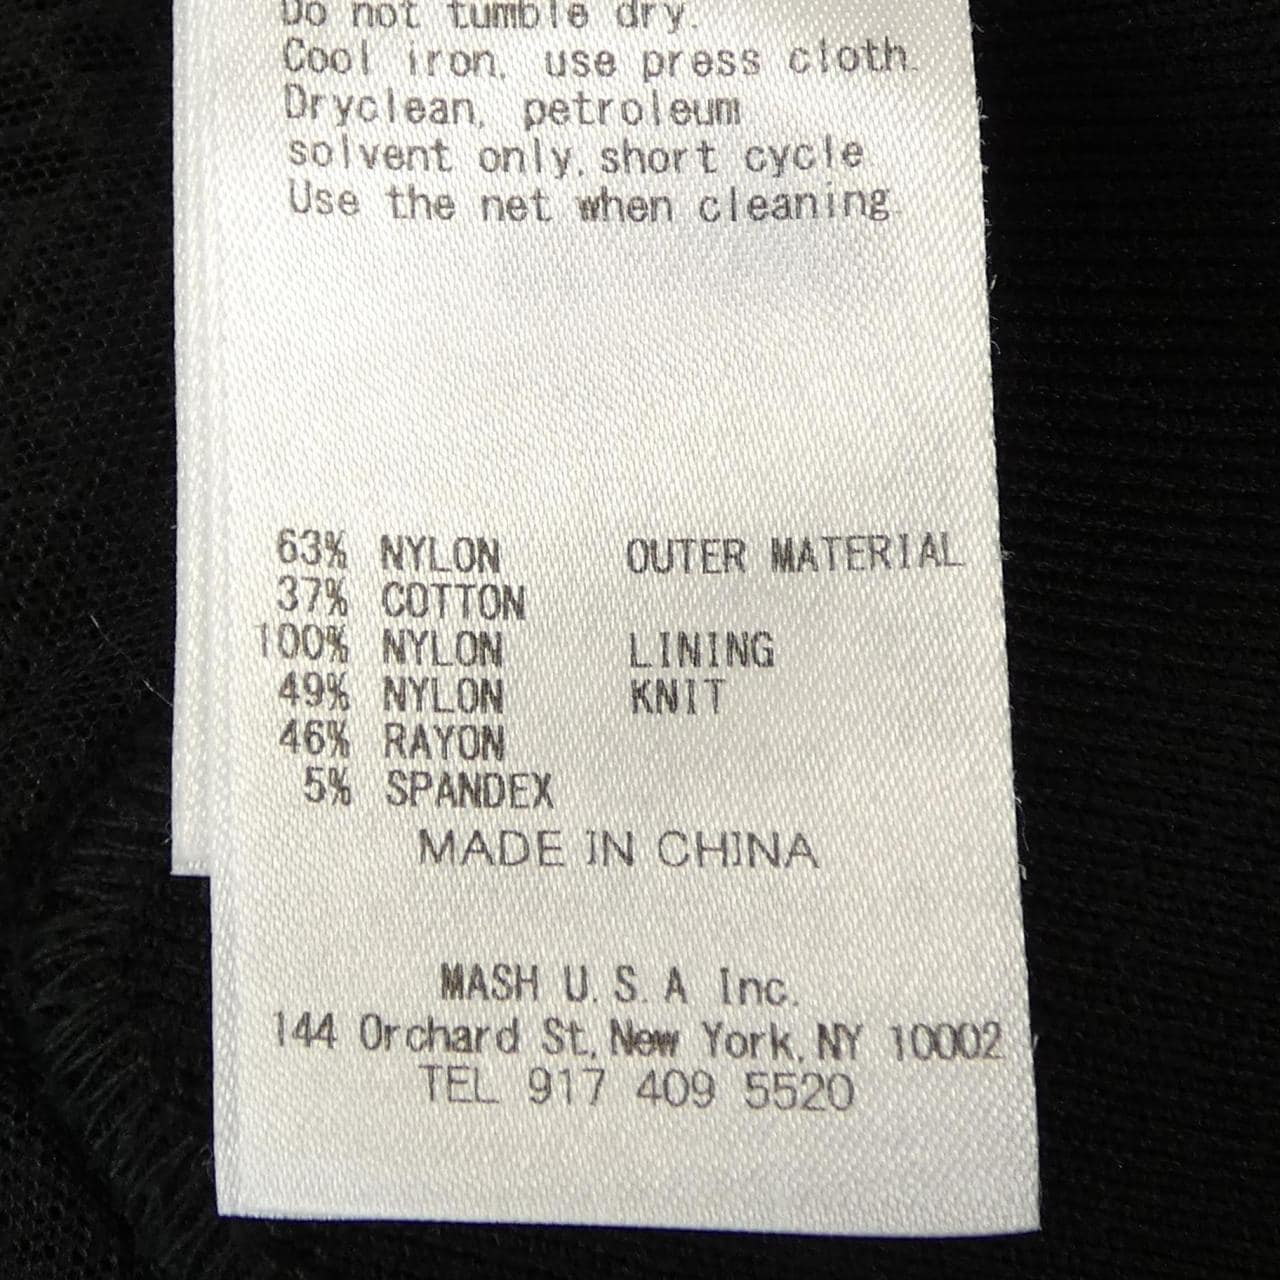 Do not tumble dry.
Cool iron, use press cloth.
Dryclean, petroleum
solvent only, short cycle.
Use the net when cleaning.
63% NYLON OUTER MATERIAL
37% COTTON
100% NYLON LINING
49% NYLON KNIT
46% RAYON
5% SPANDEX
MADE IN CHINA
MASH U.S.A Inc.
144 Orchard St, New York, NY 10002
TEL 917 409 5520